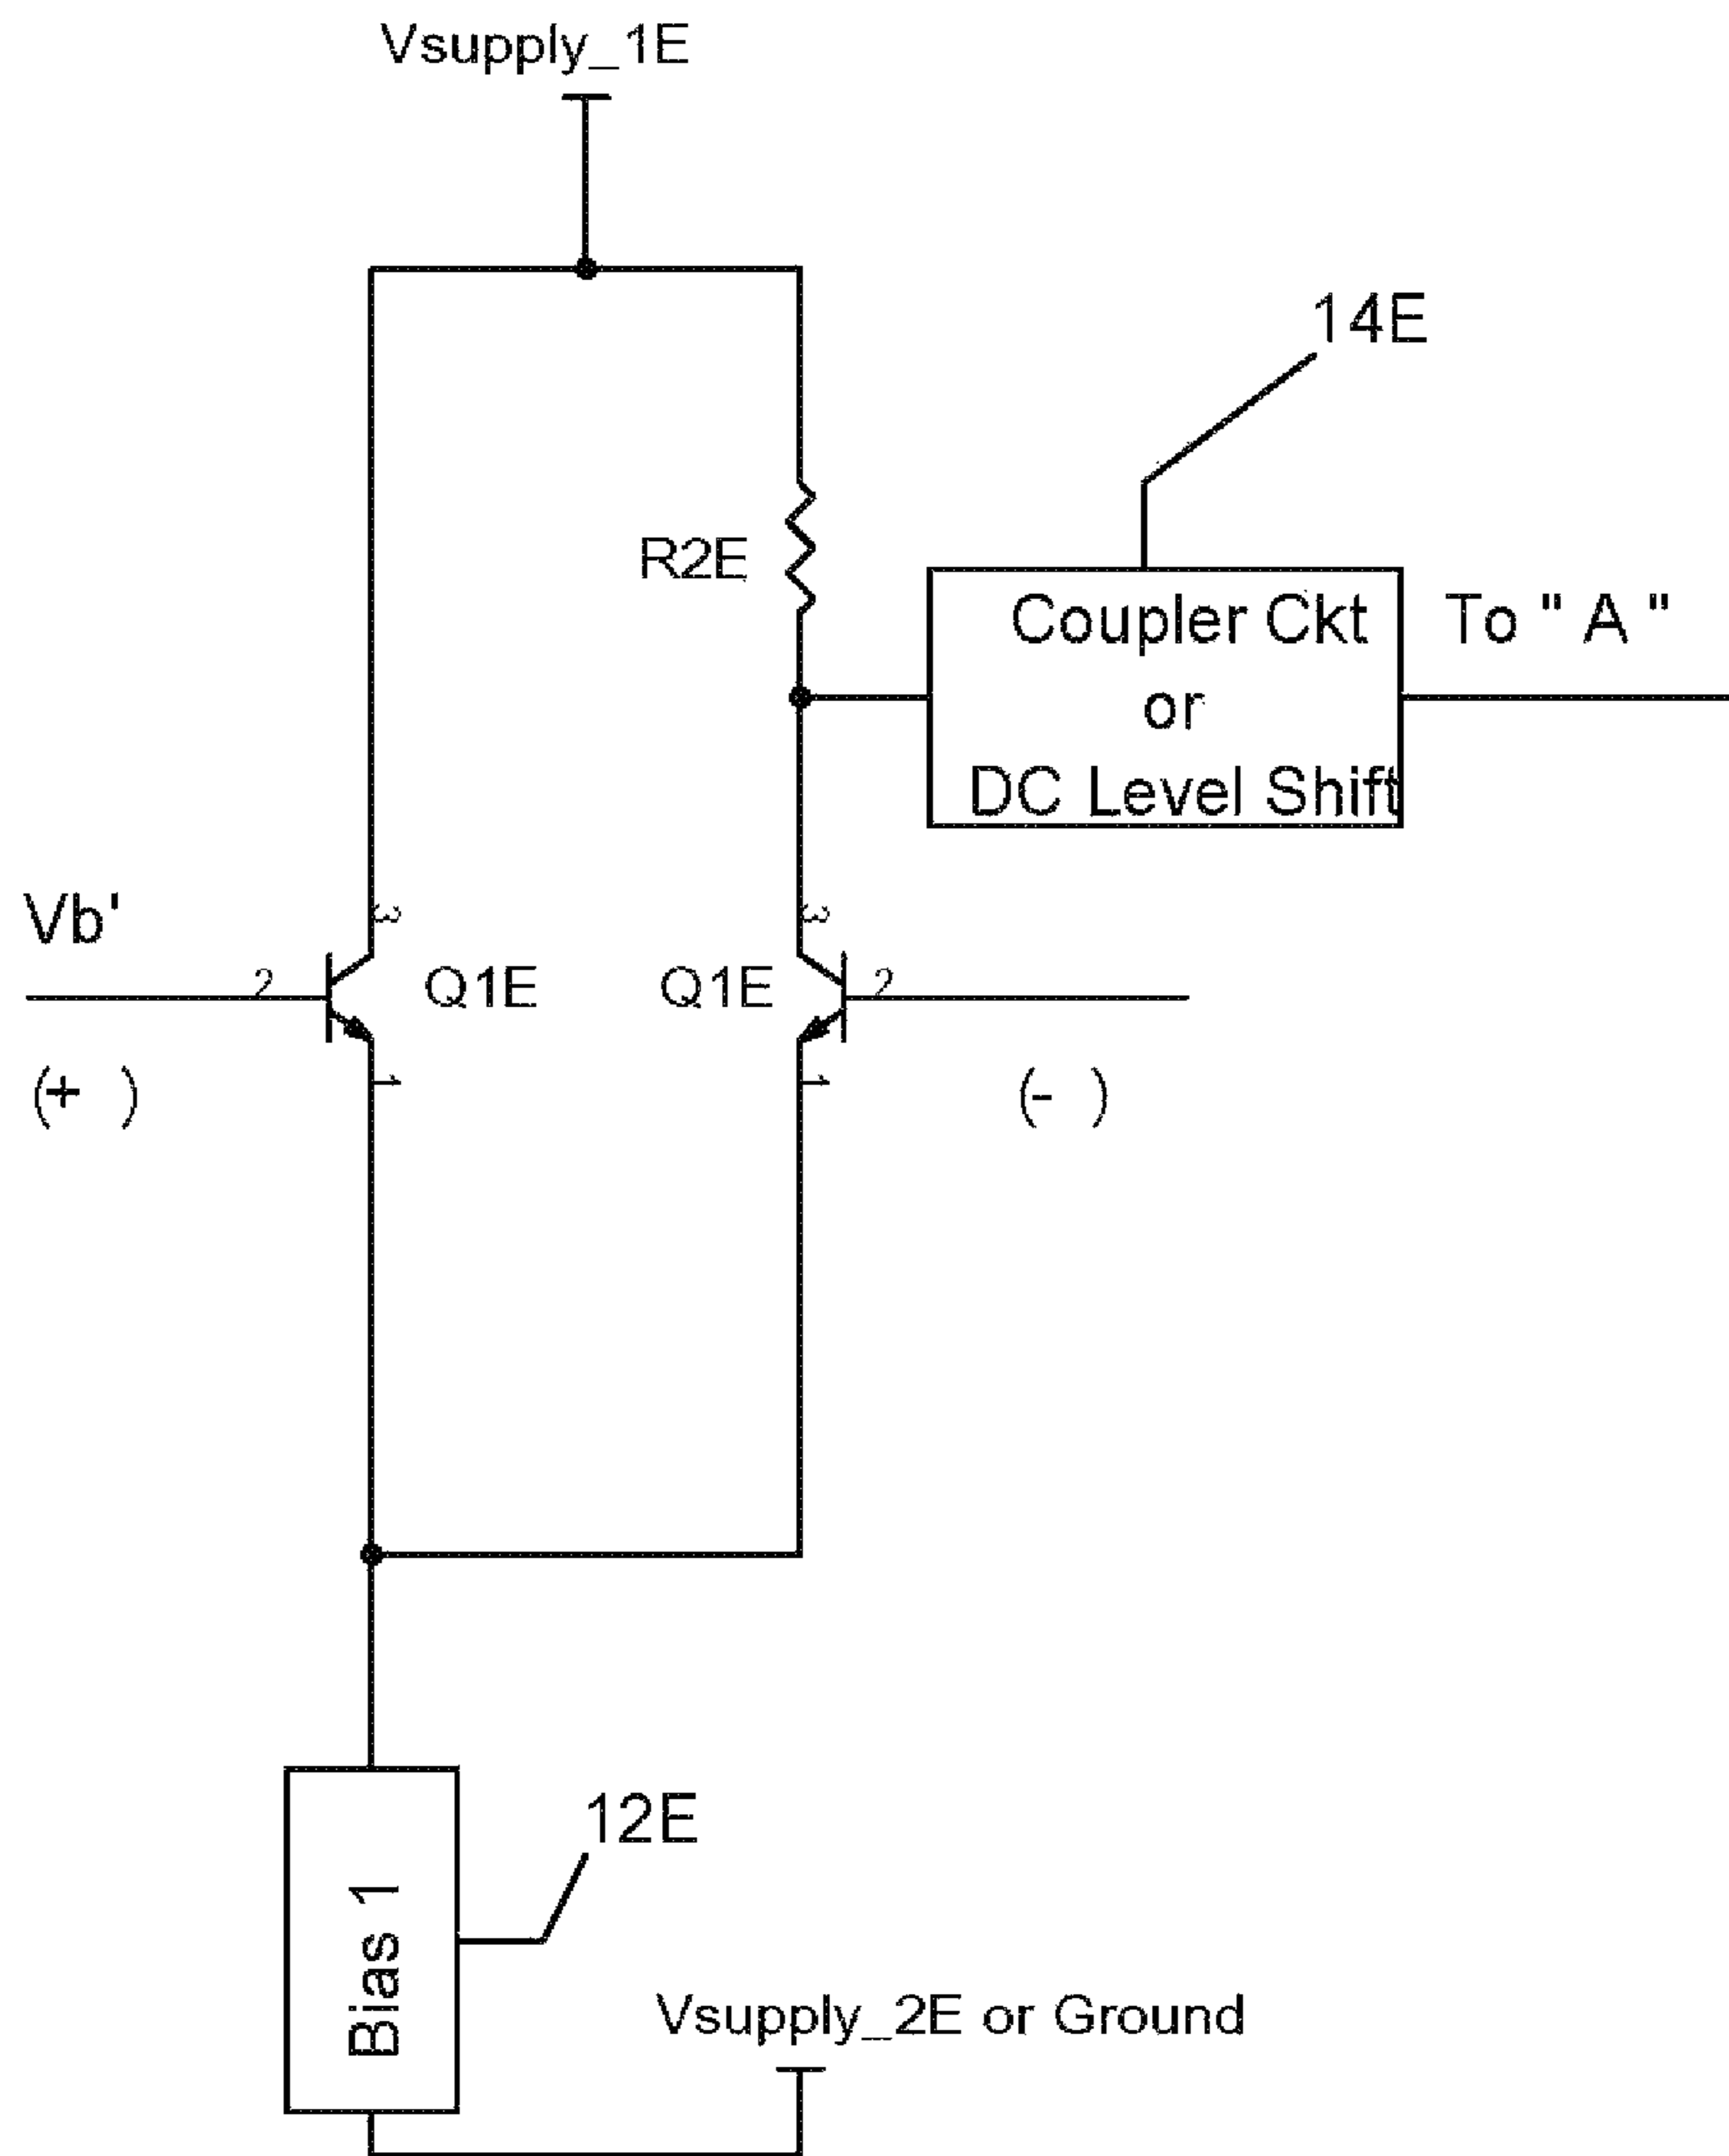 Vsupply_1E
14E
R2E
Coupler Ckt
or
DC Level Shift
To " A "
Vb'
3
3
2
Q1E
Q1E
2
(+ )
1
1
(- )
12E
Bias 1
Vsupply_2E or Ground